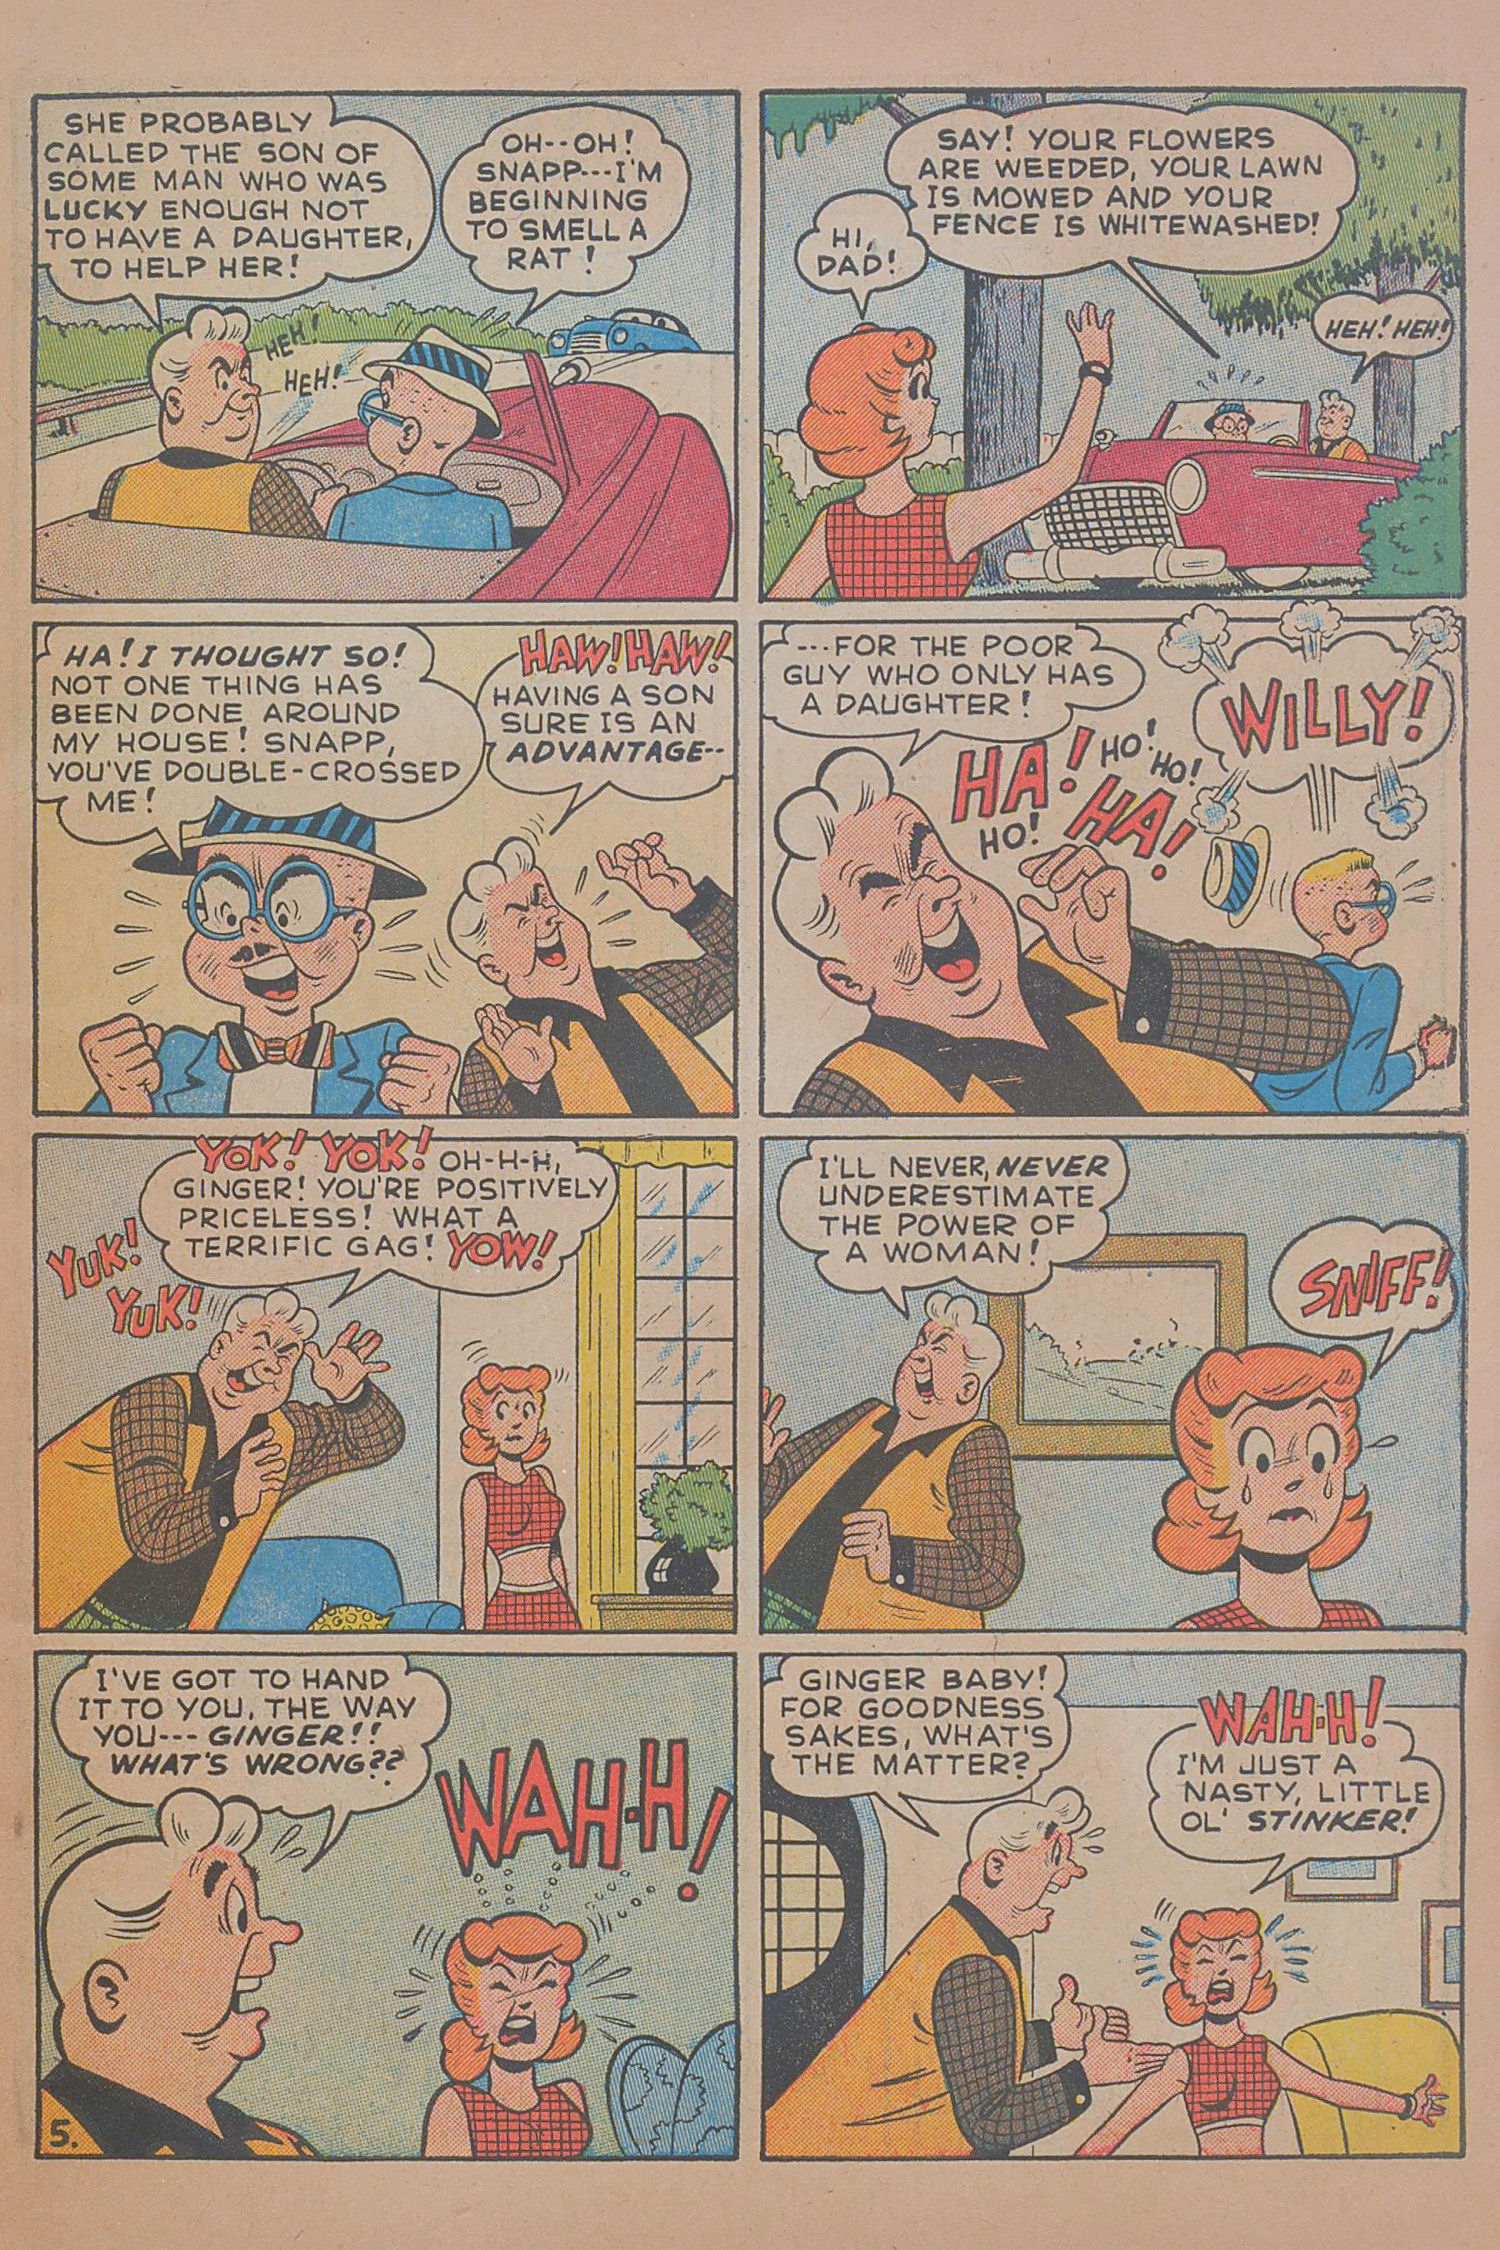 SHE PROBABLY
CALLED THE SON OF
SOME MAN WHO WAS
LUCKY ENOUGH NOT
TO HAVE A DAUGHTER,
TO HELP HER!
OH--OH!
SNAPP---I'M
BEGINNING
TO SMELL A
RAT!
HEH!
HEH!
HI,
DAD!
SAY! YOUR FLOWERS
ARE WEEDED, YOUR LAWN
IS MOWED AND YOUR
FENCE IS WHITEWASHED!
HEH! HEH!
HA! I THOUGHT SO!
NOT ONE THING HAS
BEEN DONE AROUND
MY HOUSE! SNAPP,
YOU'VE DOUBLE-CROSSED
ME!
HAW! HAW!
HAVING A SON
SURE IS AN
ADVANTAGE--
---FOR THE POOR
GUY WHO ONLY HAS
A DAUGHTER!
HA! HO! HO!
HO! HA!
WILLY!
YOK! YOK! OH-H-H,
GINGER! YOU'RE POSITIVELY
PRICELESS! WHAT A
TERRIFIC GAG! YOW!
YUK!
YUK!
I'LL NEVER, NEVER
UNDERESTIMATE
THE POWER OF
A WOMAN!
SNIFF!
I'VE GOT TO HAND
IT TO YOU, THE WAY
YOU--- GINGER!!
WHAT'S WRONG??
WAH-H!
5.
GINGER BABY!
FOR GOODNESS
SAKES, WHAT'S
THE MATTER?
WAH-H!
I'M JUST A
NASTY, LITTLE
OL' STINKER!